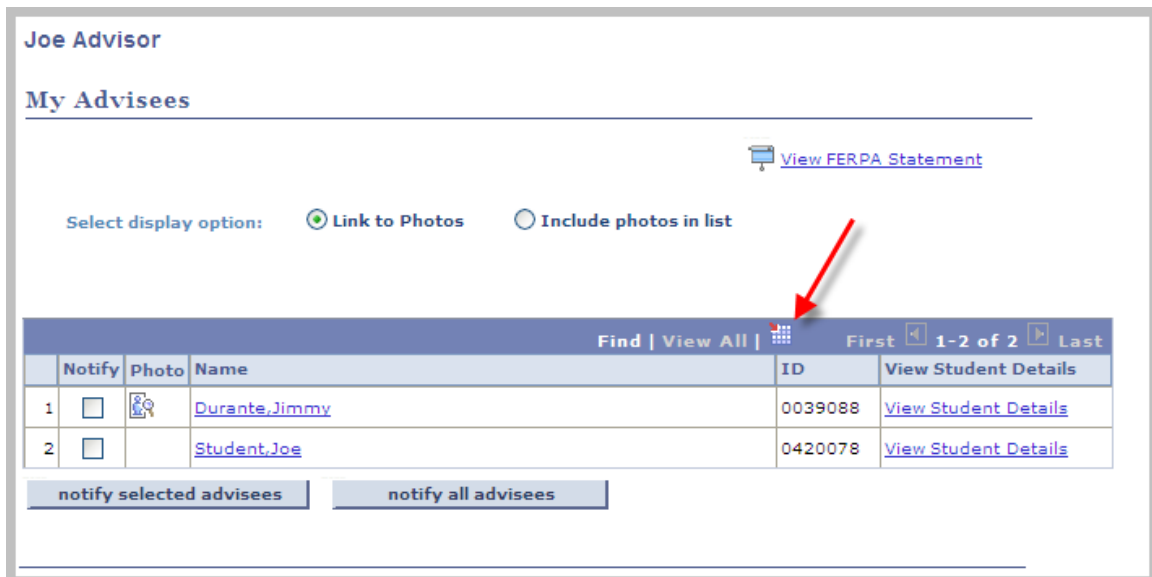 Joe Advisor
My Advisees
View FERPA Statement
Select display option: Link to Photos Include photos in list
Find | View All | First 1-2 of 2 Last
Notify Photo Name ID View Student Details
1 Durante,Jimmy 0039088 View Student Details
2 Student,Joe 0420078 View Student Details
notify selected advisees notify all advisees